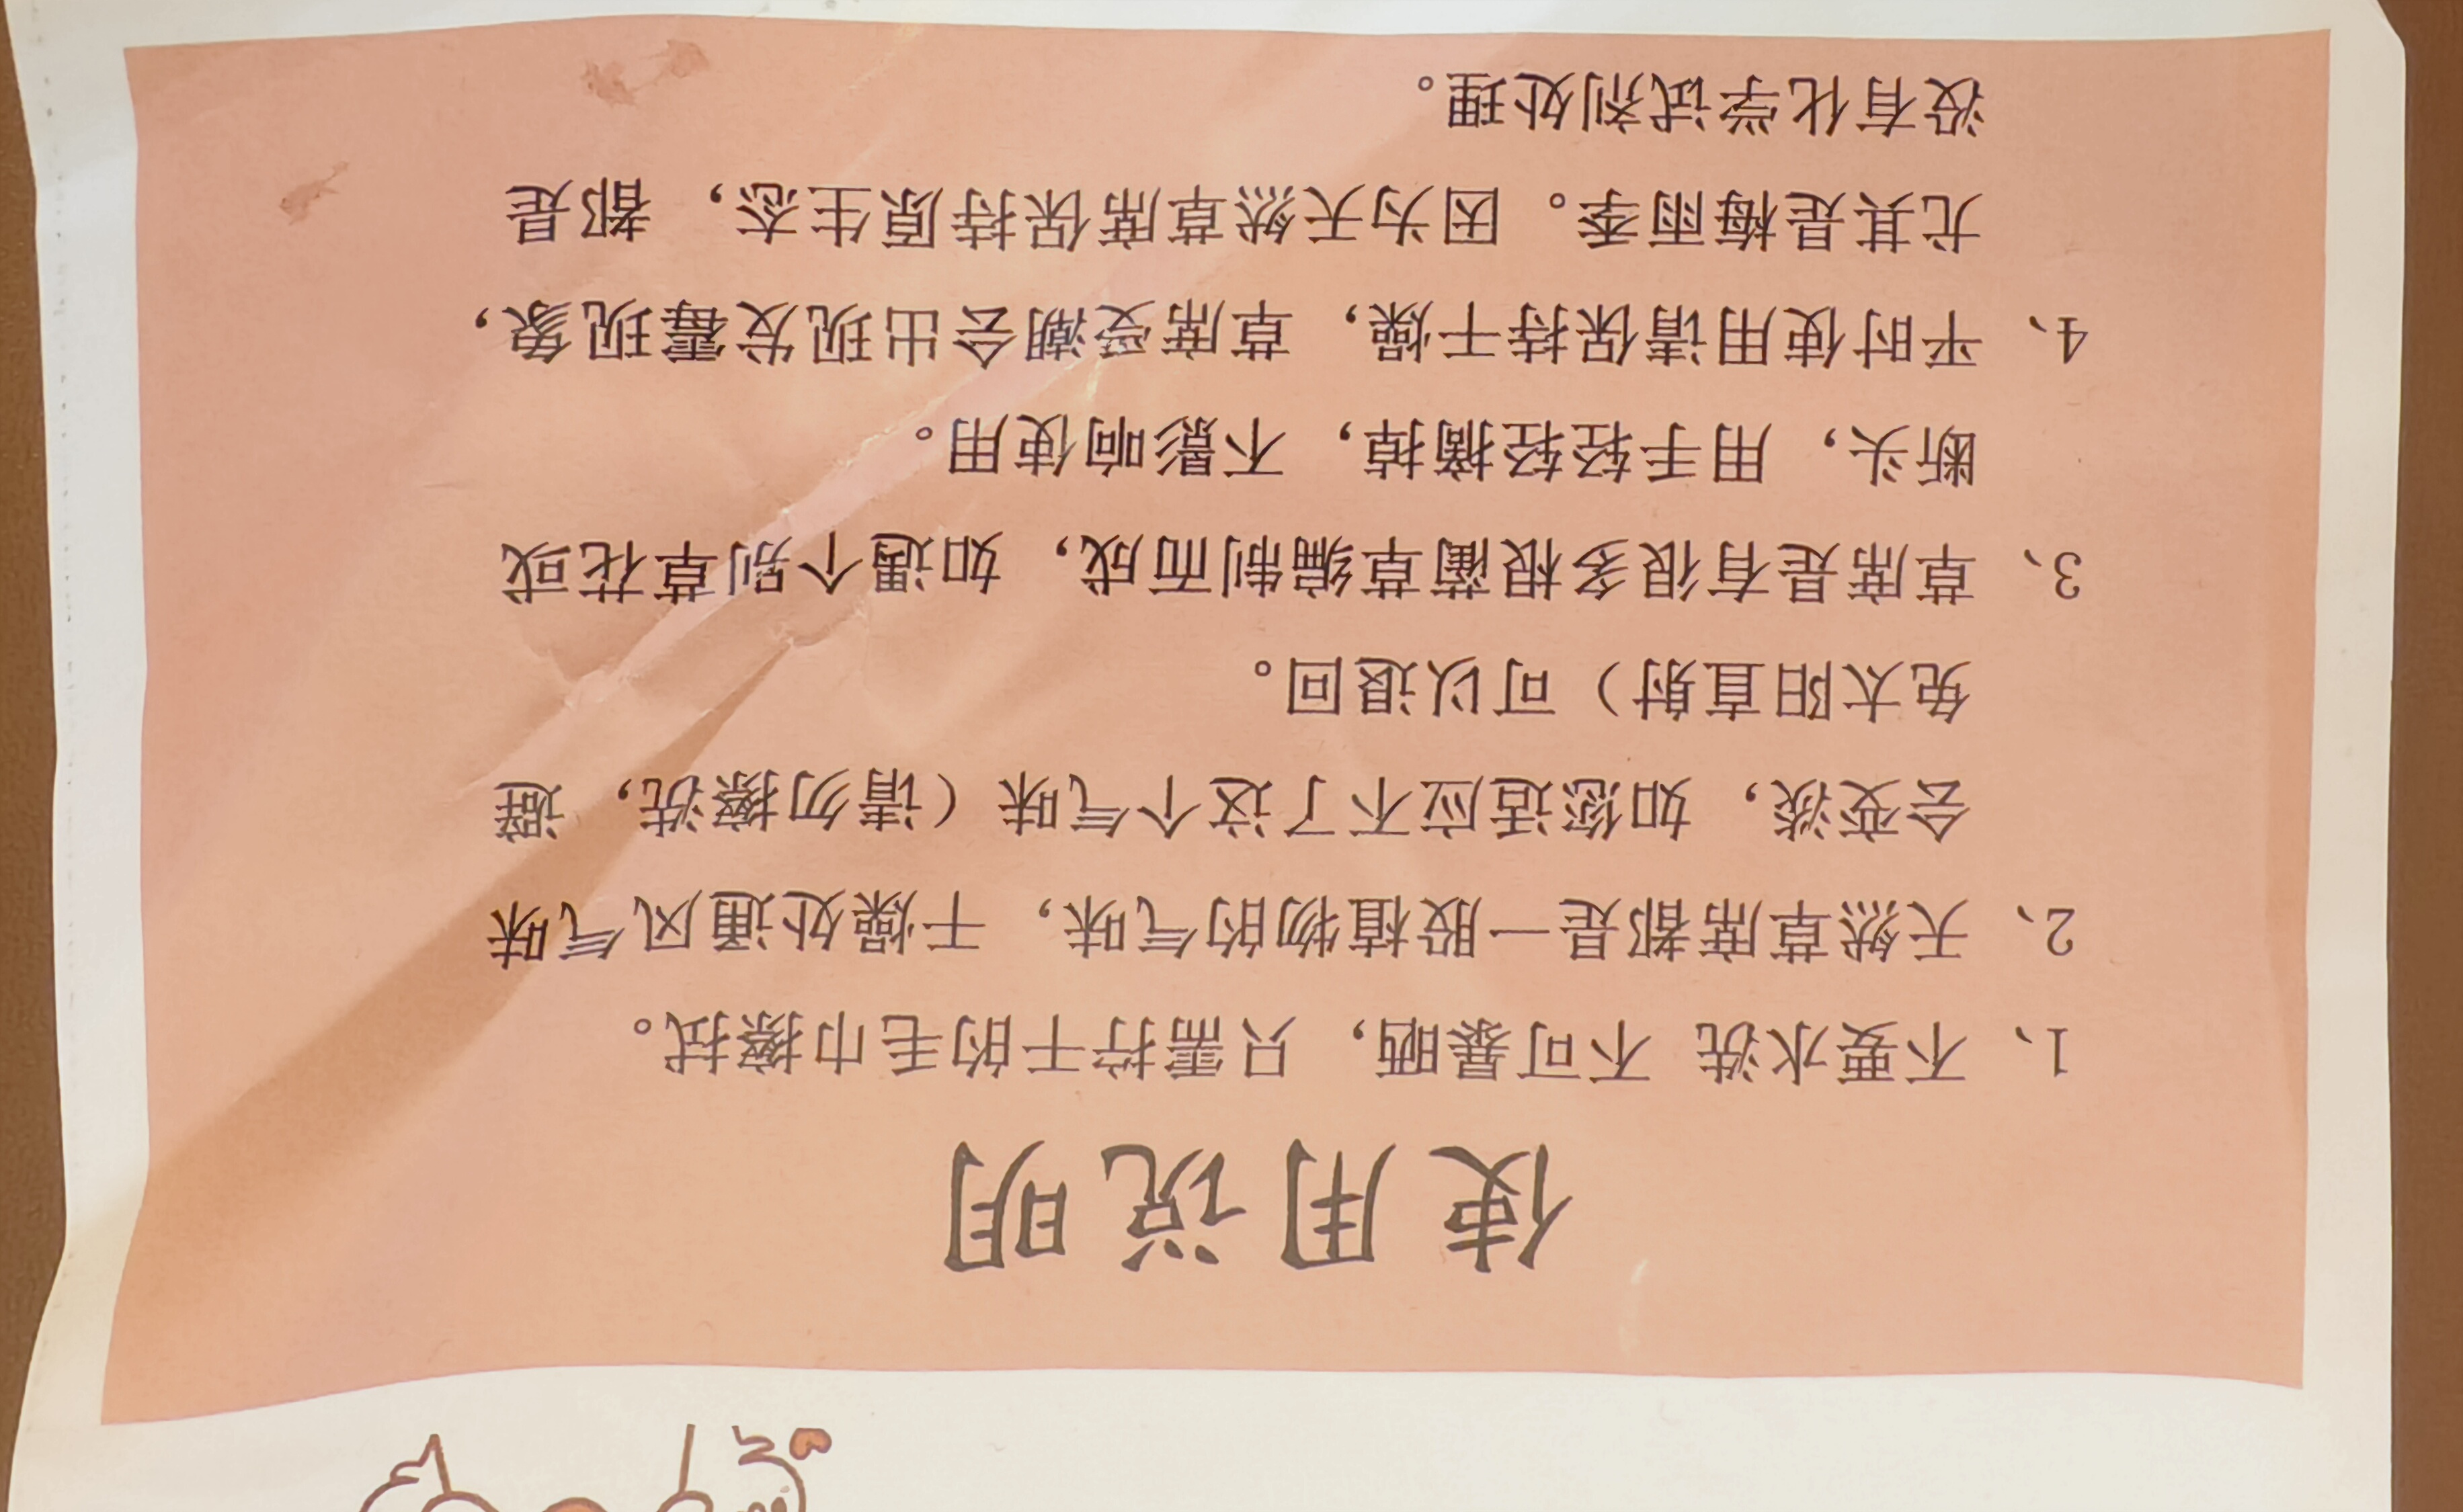 使用说明
1、不要水洗 不可暴晒，只需拧干的毛巾擦拭。
2、天然草席都是一股植物的气味，干燥处通风气味
会变淡，如您适应不了这个气味（请勿擦洗，避
免太阳直射）可以退回。
3、草席是有很多根蔺草编制而成，如遇个别草花或
断头，用手轻轻摘掉，不影响使用。
4、平时使用请保持干燥，草席受潮会出现发霉现象，
尤其是梅雨季。因为天然草席保持原生态，都是
没有化学试剂处理。